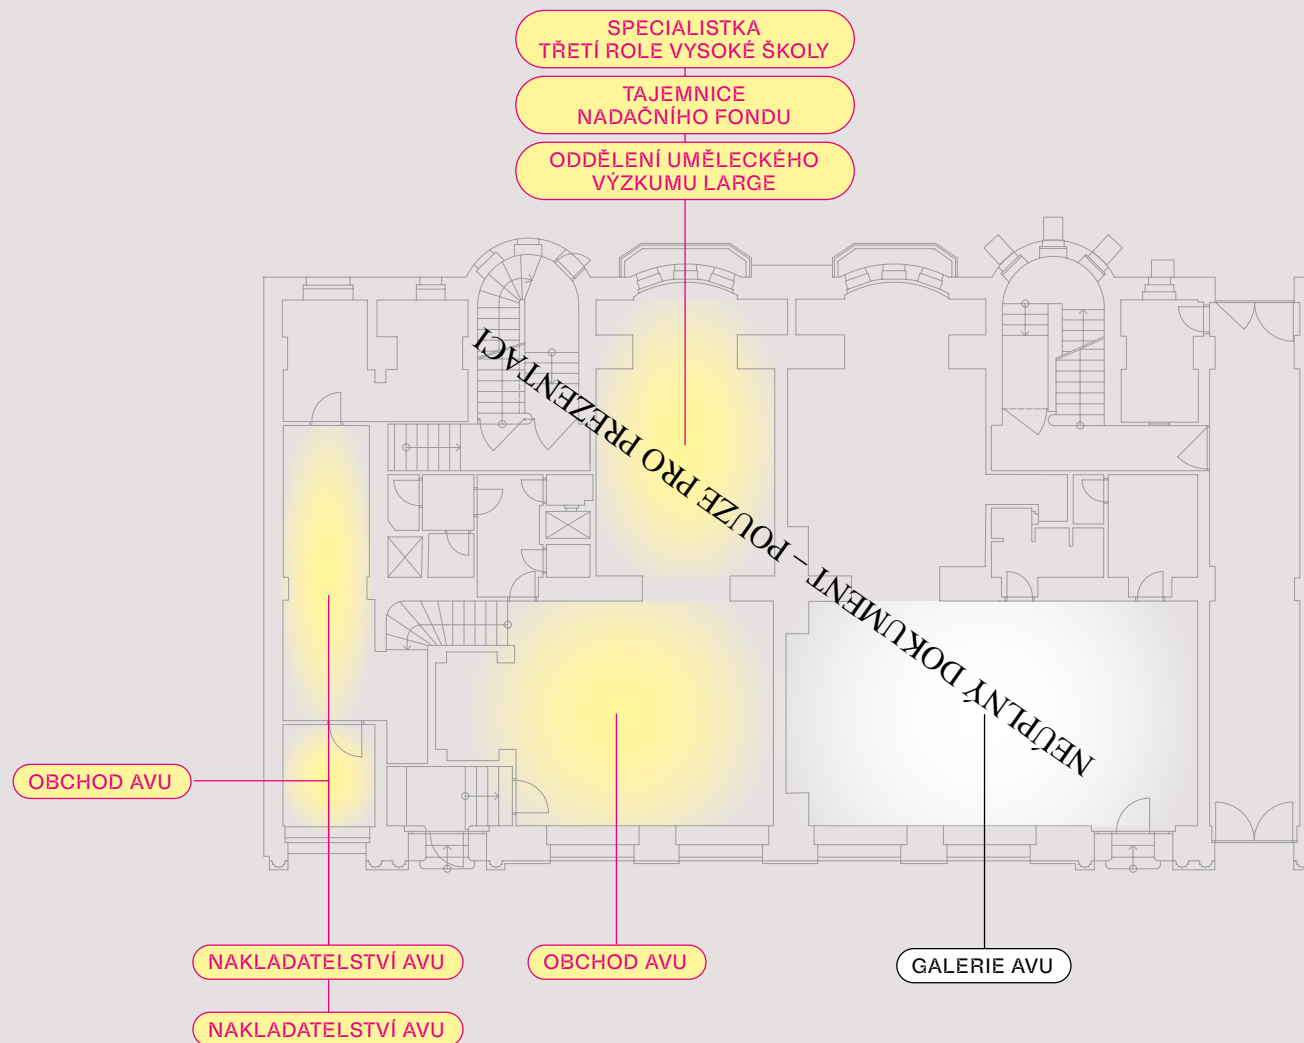 SPECIALISTKA
TŘETÍ ROLE VYSOKÉ ŠKOLY
TAJEMNICE
NADAČNÍHO FONDU
ODDĚLENÍ UMĚLECKÉHO
VÝZKUMU LARGE
NEÚPLNÝ DOKUMENT – POUZE PRO PREZENTACI
OBCHOD AVU
NAKLADATELSTVÍ AVU
OBCHOD AVU
GALERIE AVU
NAKLADATELSTVÍ AVU